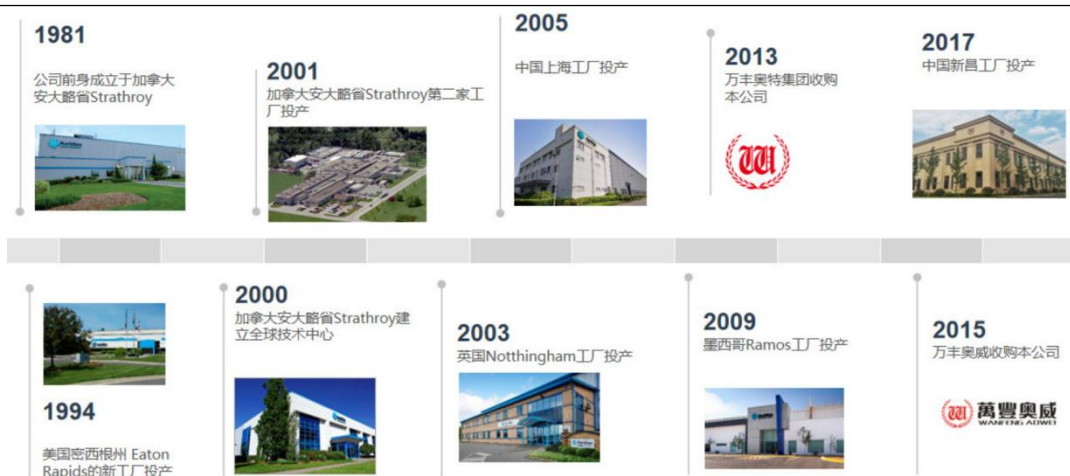 1981
公司前身成立于加拿大
安大略省Strathroy
2001
加拿大安大略省Strathroy第二家工
厂投产
2005
中国上海工厂投产
2013
万丰奥特集团收购
本公司
2017
中国新昌工厂投产
1994
美国密西根州 Eaton
Rapids的新工厂投产
2000
加拿大安大略省Strathroy建
立全球技术中心
2003
英国Notthingham工厂投产
2009
墨西哥Ramos工厂投产
2015
万丰奥威收购本公司
萬豐奥威
WANFENG AOWEI